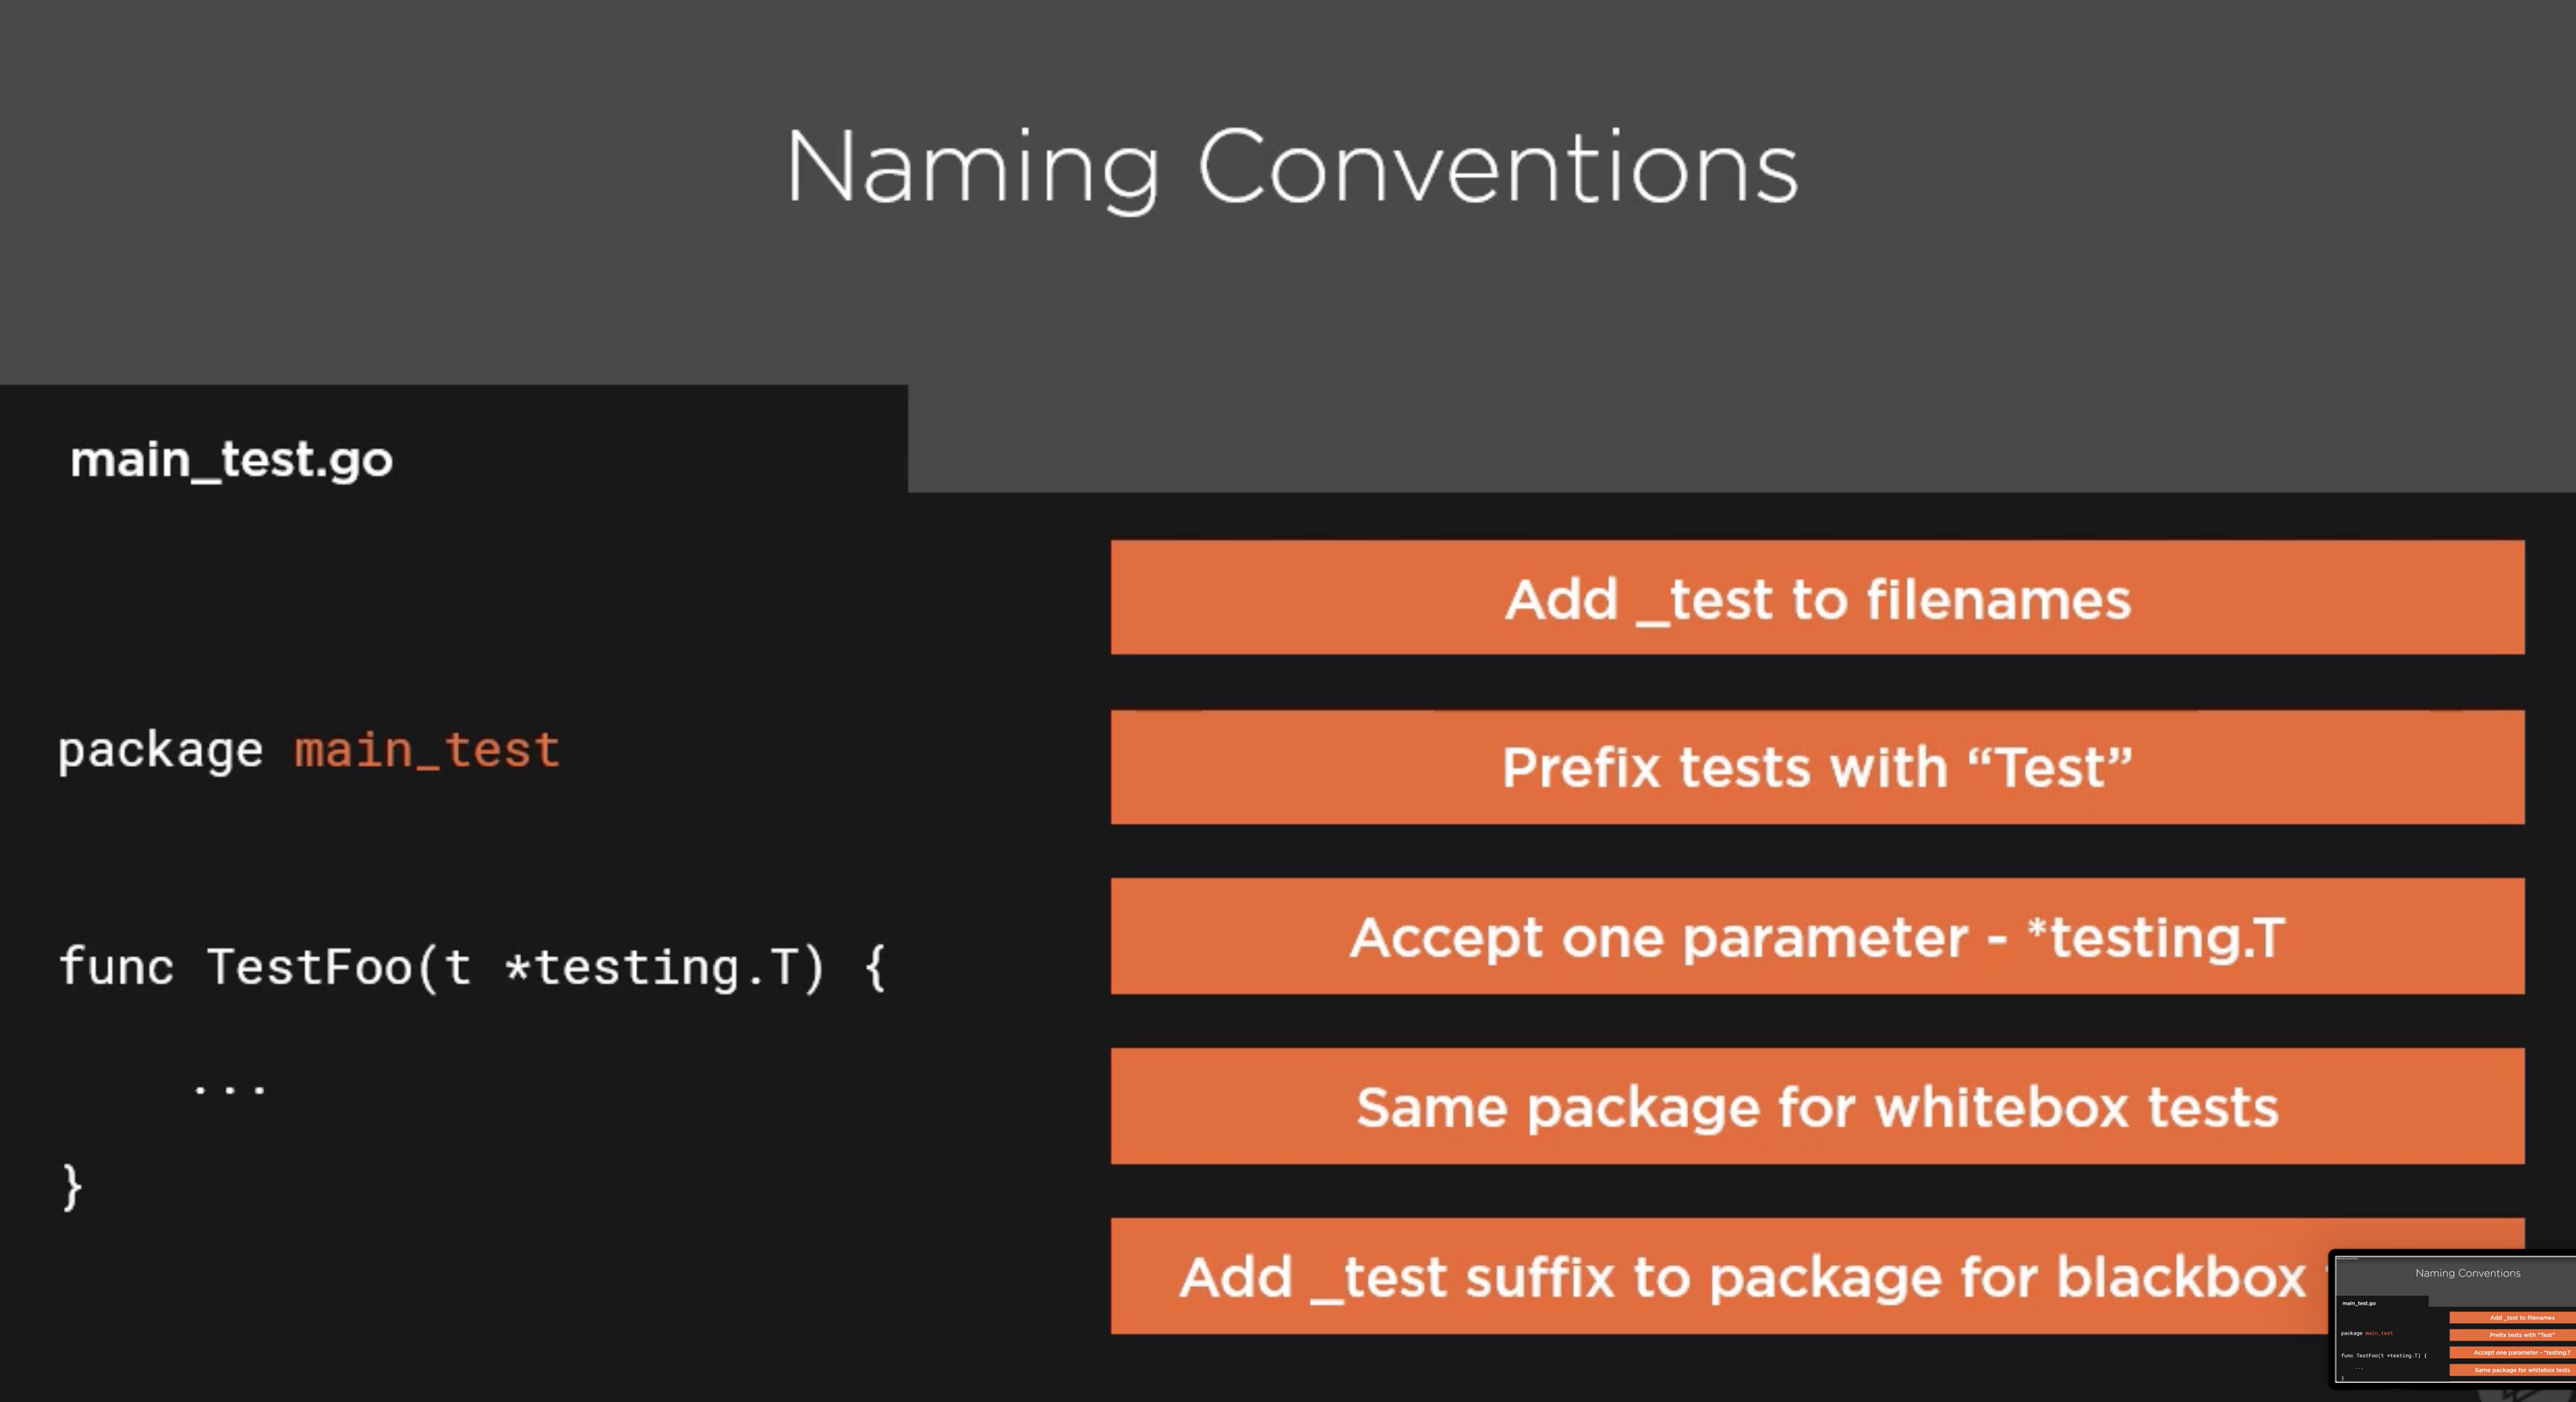 Naming Conventions
main_test.go
package main_test
func TestFoo(t *testing.T) {
...
}
Add _test to filenames
Prefix tests with “Test”
Accept one parameter - *testing.T
Same package for whitebox tests
Add _test suffix to package for blackbox
Naming Conventions
main_test.go
package main_test
func TestFoo(t *testing.T) {
...
}
Add _test to filenames
Prefix tests with "Test"
Accept one parameter - *testing.T
Same package for whitebox tests